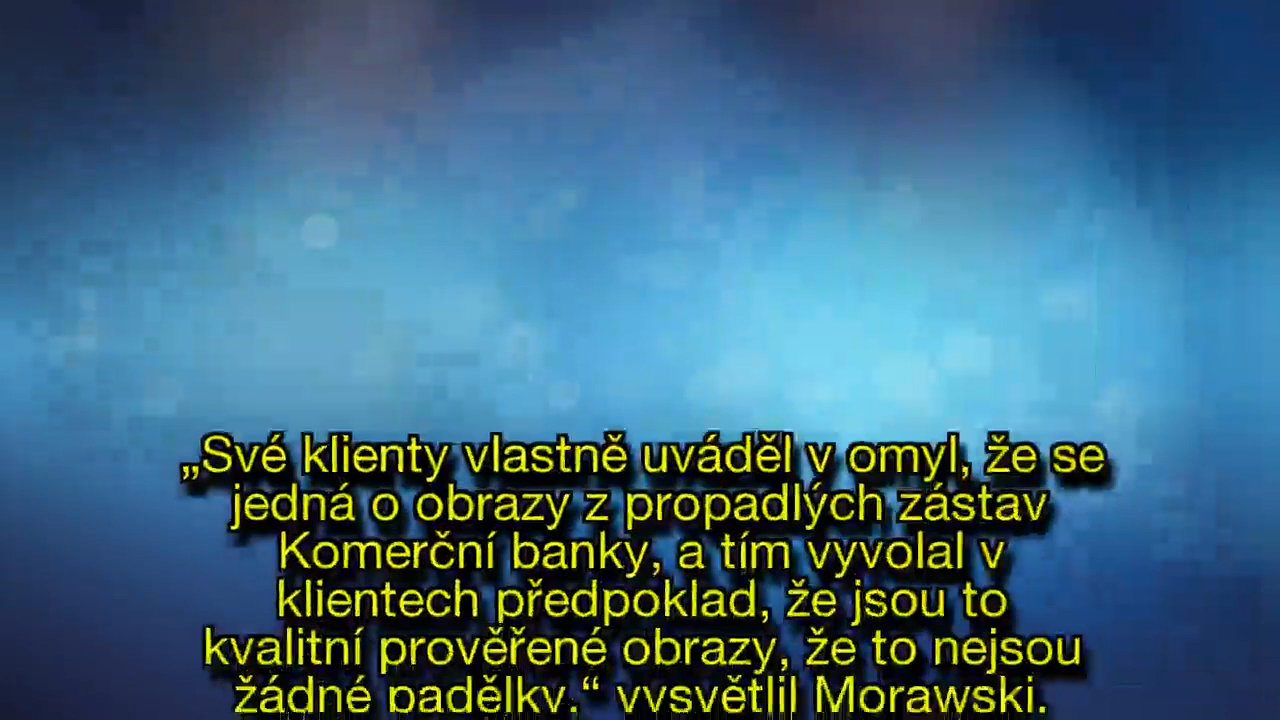 „Své klienty vlastně uváděl v omyl, že se
jedná o obrazy z propadlých zástav
Komerční banky, a tím vyvolal v
klientech předpoklad, že jsou to
kvalitní prověřené obrazy, že to nejsou
žádné padělky.“ vysvětlil Morawski.